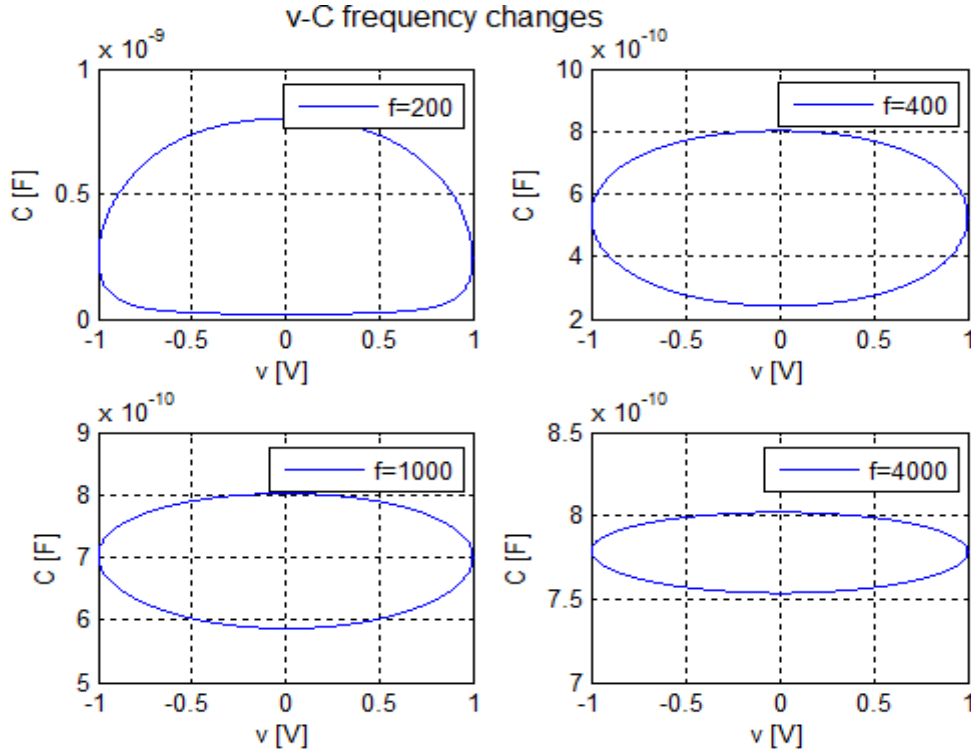 v-C frequency changes
x 10^-9
1
0.5
0
C [F]
f=200
-1 -0.5 0 0.5 1
v [V]
x 10^-10
10
8
6
4
2
C [F]
f=400
-1 -0.5 0 0.5 1
v [V]
x 10^-10
9
8
7
6
5
C [F]
f=1000
-1 -0.5 0 0.5 1
v [V]
x 10^-10
8.5
8
7.5
7
C [F]
f=4000
-1 -0.5 0 0.5 1
v [V]